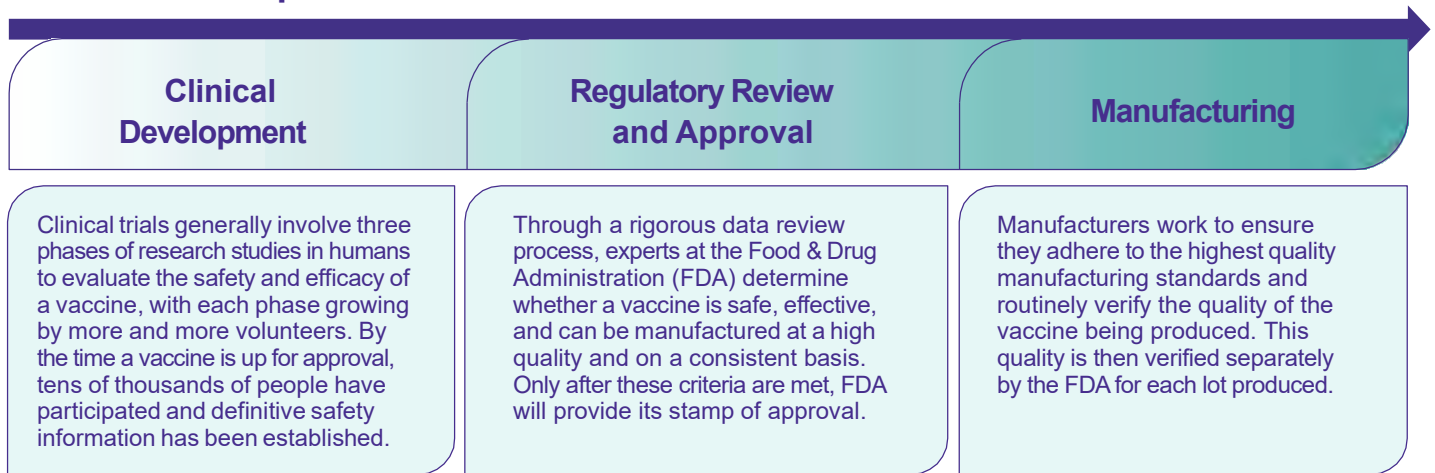 Clinical
Development
Regulatory Review
and Approval
Manufacturing
Clinical trials generally involve three
phases of research studies in humans
to evaluate the safety and efficacy of
a vaccine, with each phase growing
by more and more volunteers. By
the time a vaccine is up for approval,
tens of thousands of people have
participated and definitive safety
information has been established.
Through a rigorous data review
process, experts at the Food & Drug
Administration (FDA) determine
whether a vaccine is safe, effective,
and can be manufactured at a high
quality and on a consistent basis.
Only after these criteria are met, FDA
will provide its stamp of approval.
Manufacturers work to ensure
they adhere to the highest quality
manufacturing standards and
routinely verify the quality of the
vaccine being produced. This
quality is then verified separately
by the FDA for each lot produced.